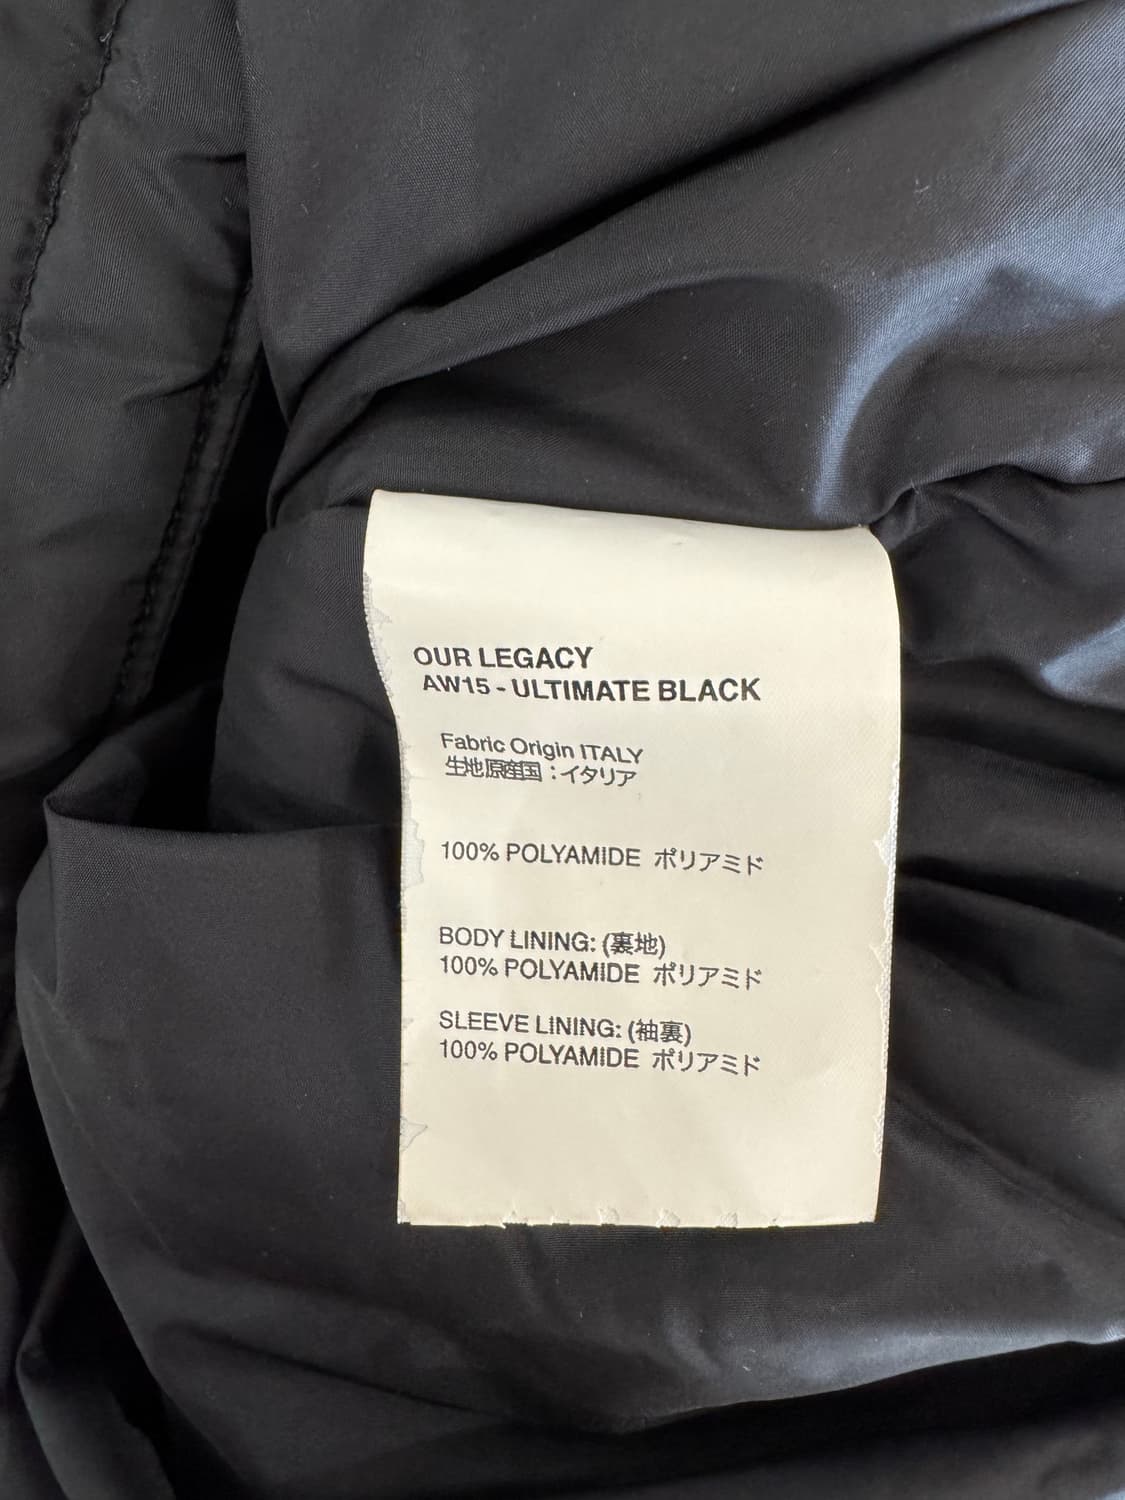 OUR LEGACY
AW15 - ULTIMATE BLACK
Fabric Origin ITALY
生地原産国：イタリア
100% POLYAMIDE ポリアミド
BODY LINING: (裏地)
100% POLYAMIDE ポリアミド
SLEEVE LINING: (袖裏)
100% POLYAMIDE ポリアミド